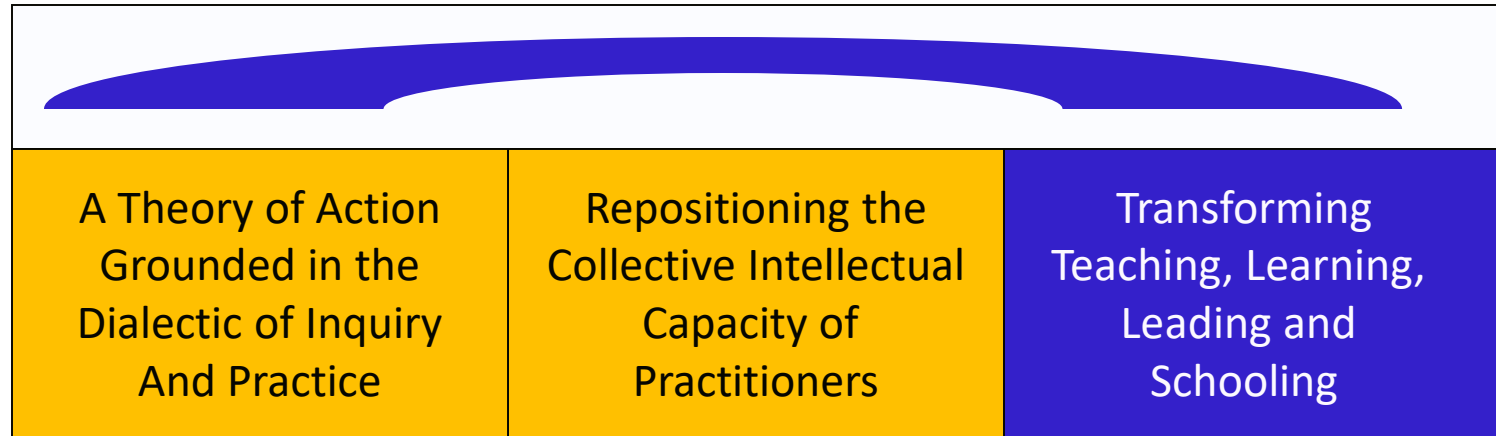 A Theory of Action
Grounded in the
Dialectic of Inquiry
And Practice
Repositioning the
Collective Intellectual
Capacity of
Practitioners
Transforming
Teaching, Learning,
Leading and
Schooling